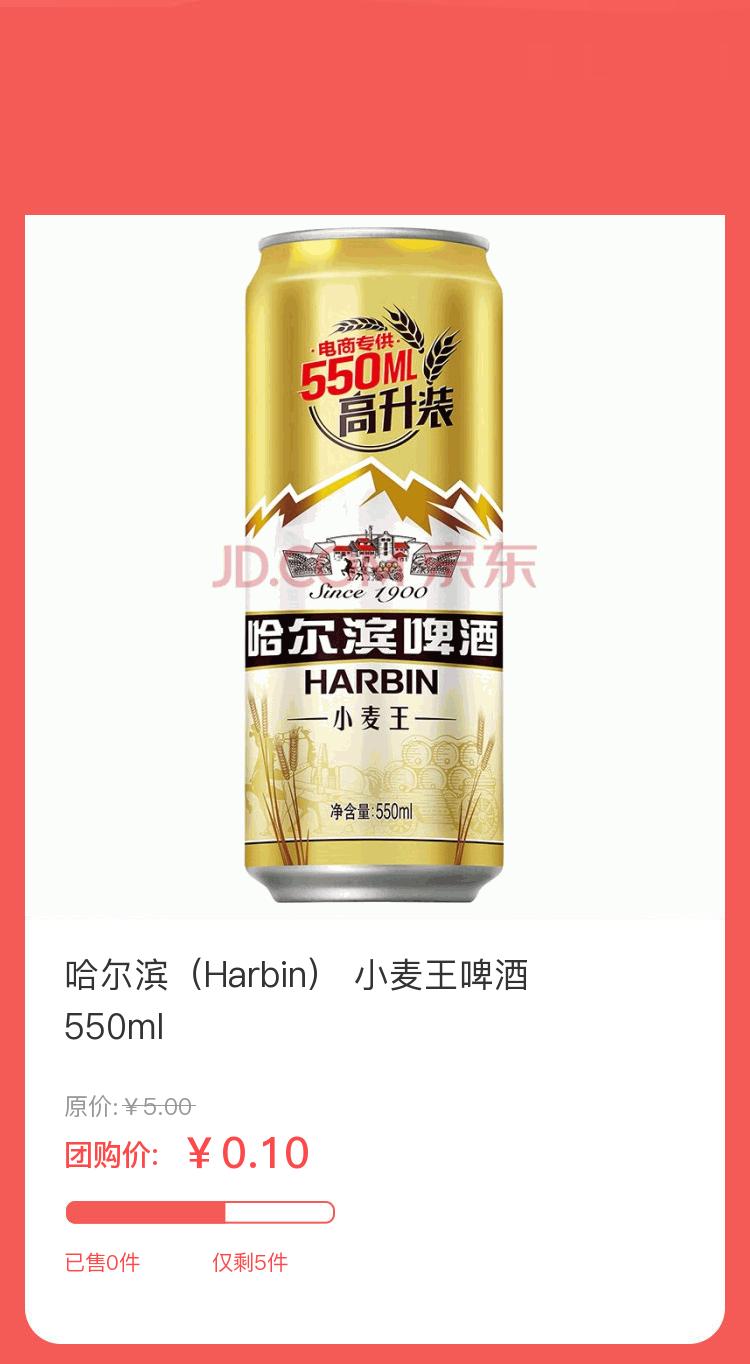 ·电商专供·
550ML
高升装
JD.COM 京东
Since 1900
哈尔滨啤酒
HARBIN
小麦王
净含量:550ml
哈尔滨（Harbin） 小麦王啤酒
550ml
原价:￥5.00
团购价: ￥0.10
已售0件 仅剩5件